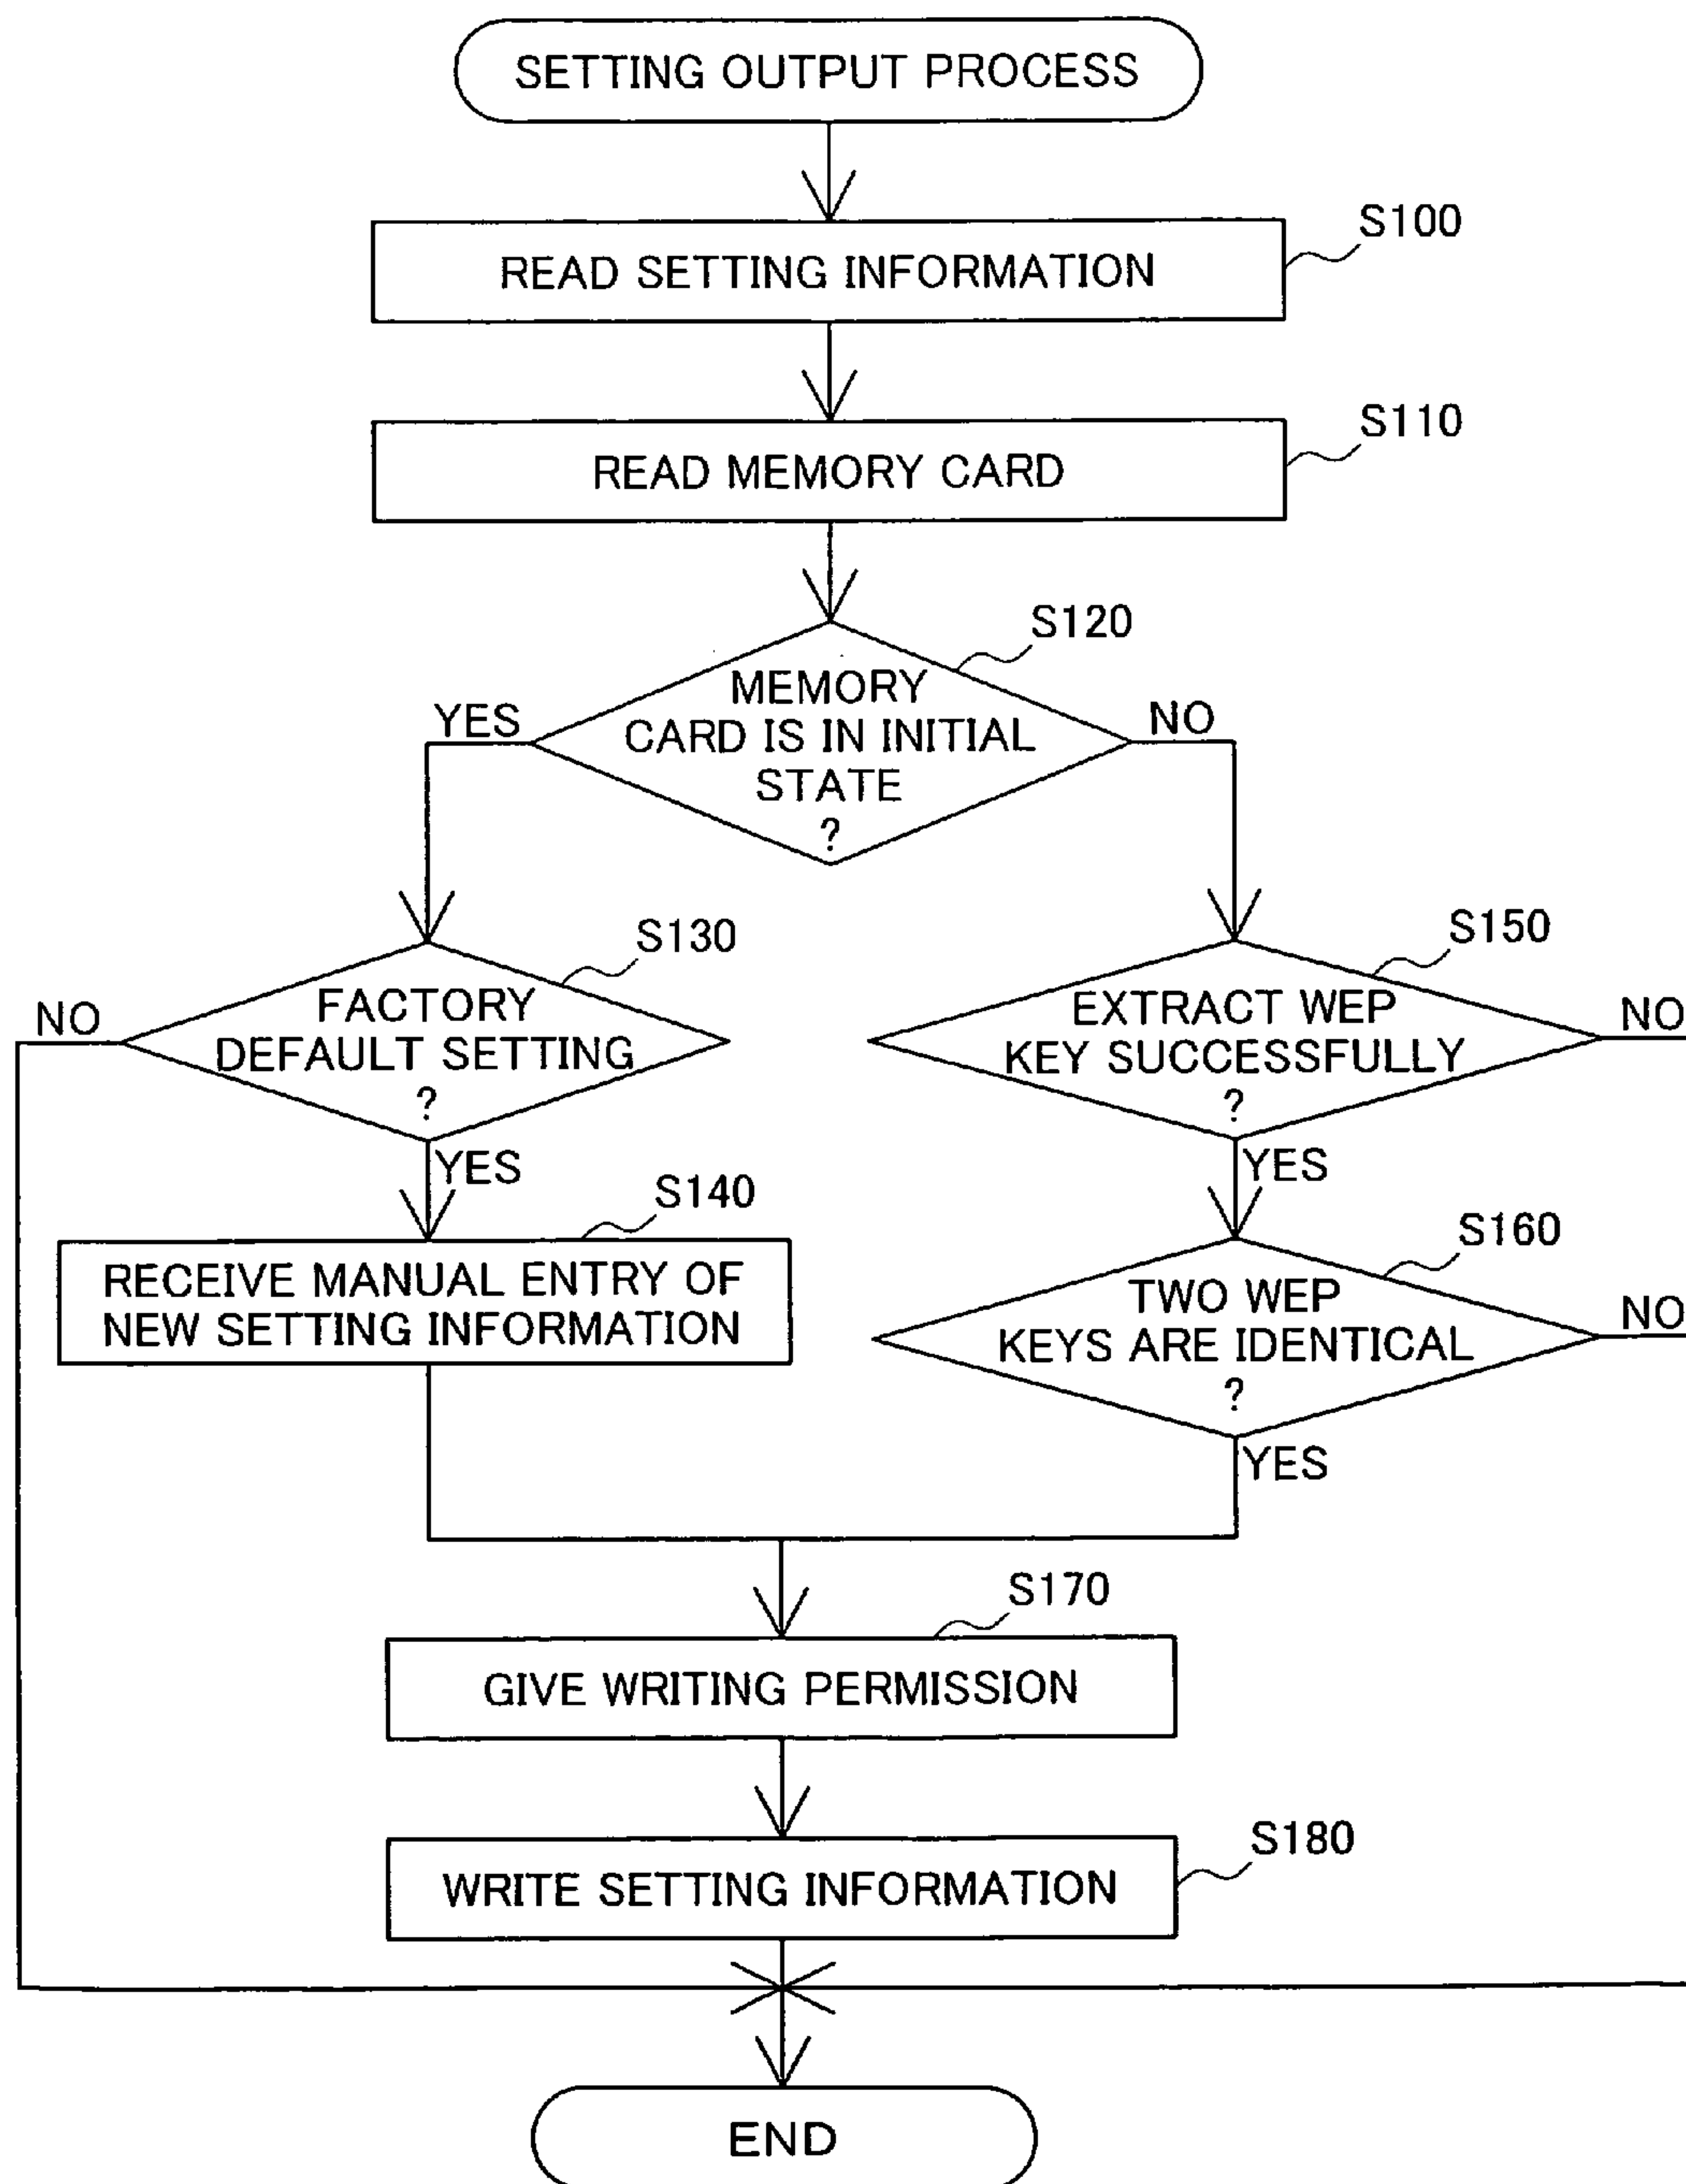 SETTING OUTPUT PROCESS
S100
READ SETTING INFORMATION
S110
READ MEMORY CARD
S120
MEMORY
CARD IS IN INITIAL
STATE
?
YES
NO
S130
FACTORY
DEFAULT SETTING
?
NO
YES
S150
EXTRACT WEP
KEY SUCCESSFULLY
?
NO
YES
S140
RECEIVE MANUAL ENTRY OF
NEW SETTING INFORMATION
S160
TWO WEP
KEYS ARE IDENTICAL
?
NO
YES
S170
GIVE WRITING PERMISSION
S180
WRITE SETTING INFORMATION
END